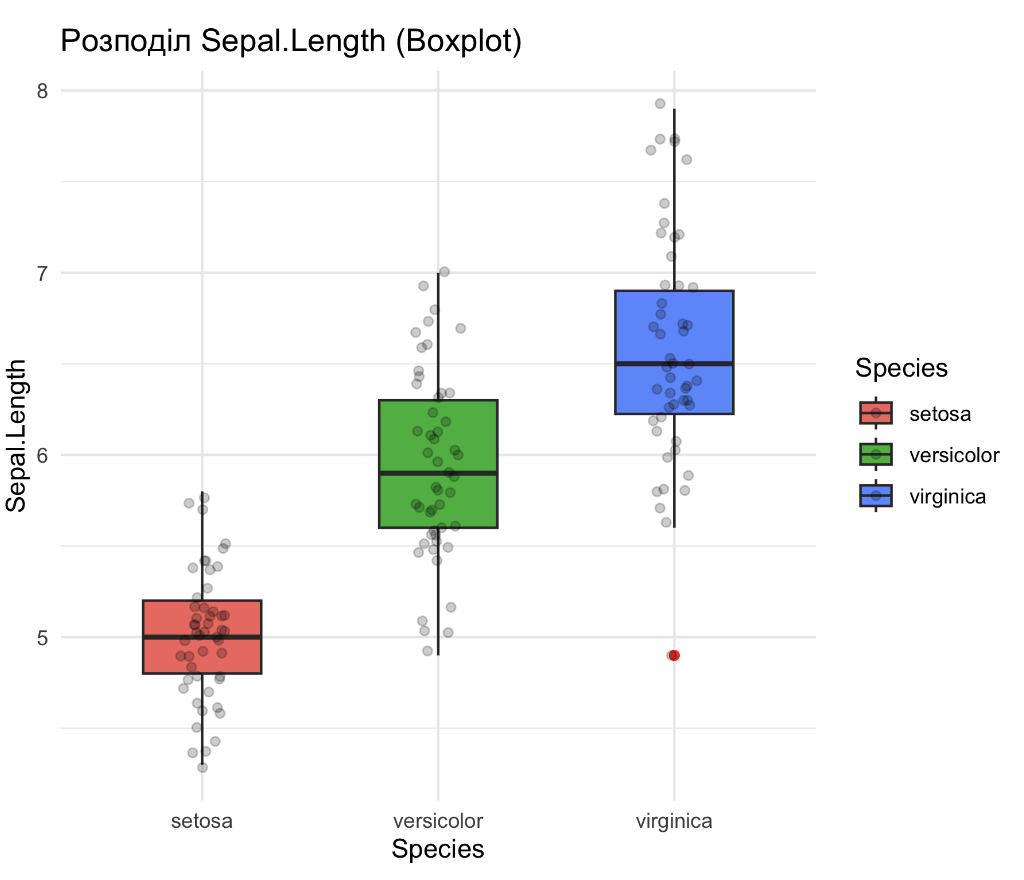 Розподіл Sepal.Length (Boxplot)
8
7
6
5
Sepal.Length
setosa
versicolor
virginica
Species
Species
setosa
versicolor
virginica